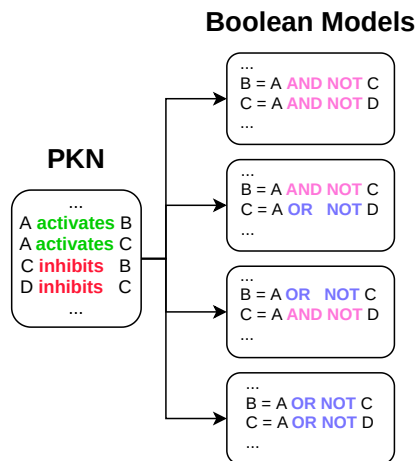 Boolean Models
...
B = A AND NOT C
C = A AND NOT D
...
PKN
...
A activates B
A activates C
C inhibits B
D inhibits C
...
...
B = A AND NOT C
C = A OR NOT D
...
...
B = A OR NOT C
C = A AND NOT D
...
...
B = A OR NOT C
C = A OR NOT D
...